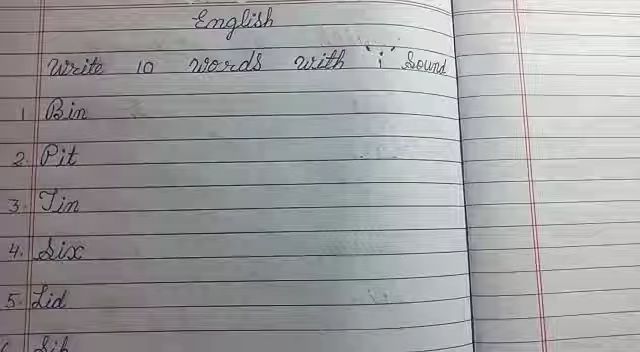 English
Write 10 words with "i" Sound
1 Bin
2. Pit
3. Tin
4. Six
5. Lid